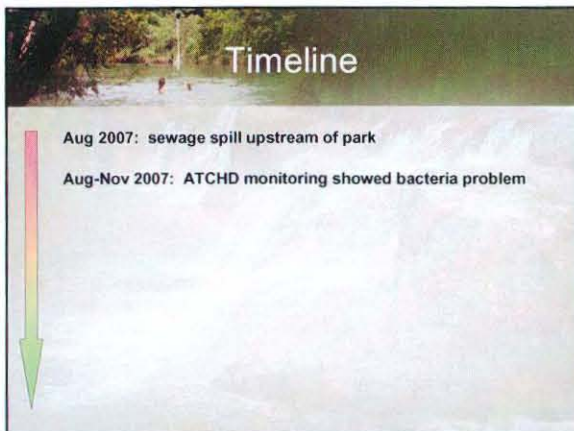 Timeline
Aug 2007: sewage spill upstream of park
Aug-Nov 2007: ATCHD monitoring showed bacteria problem